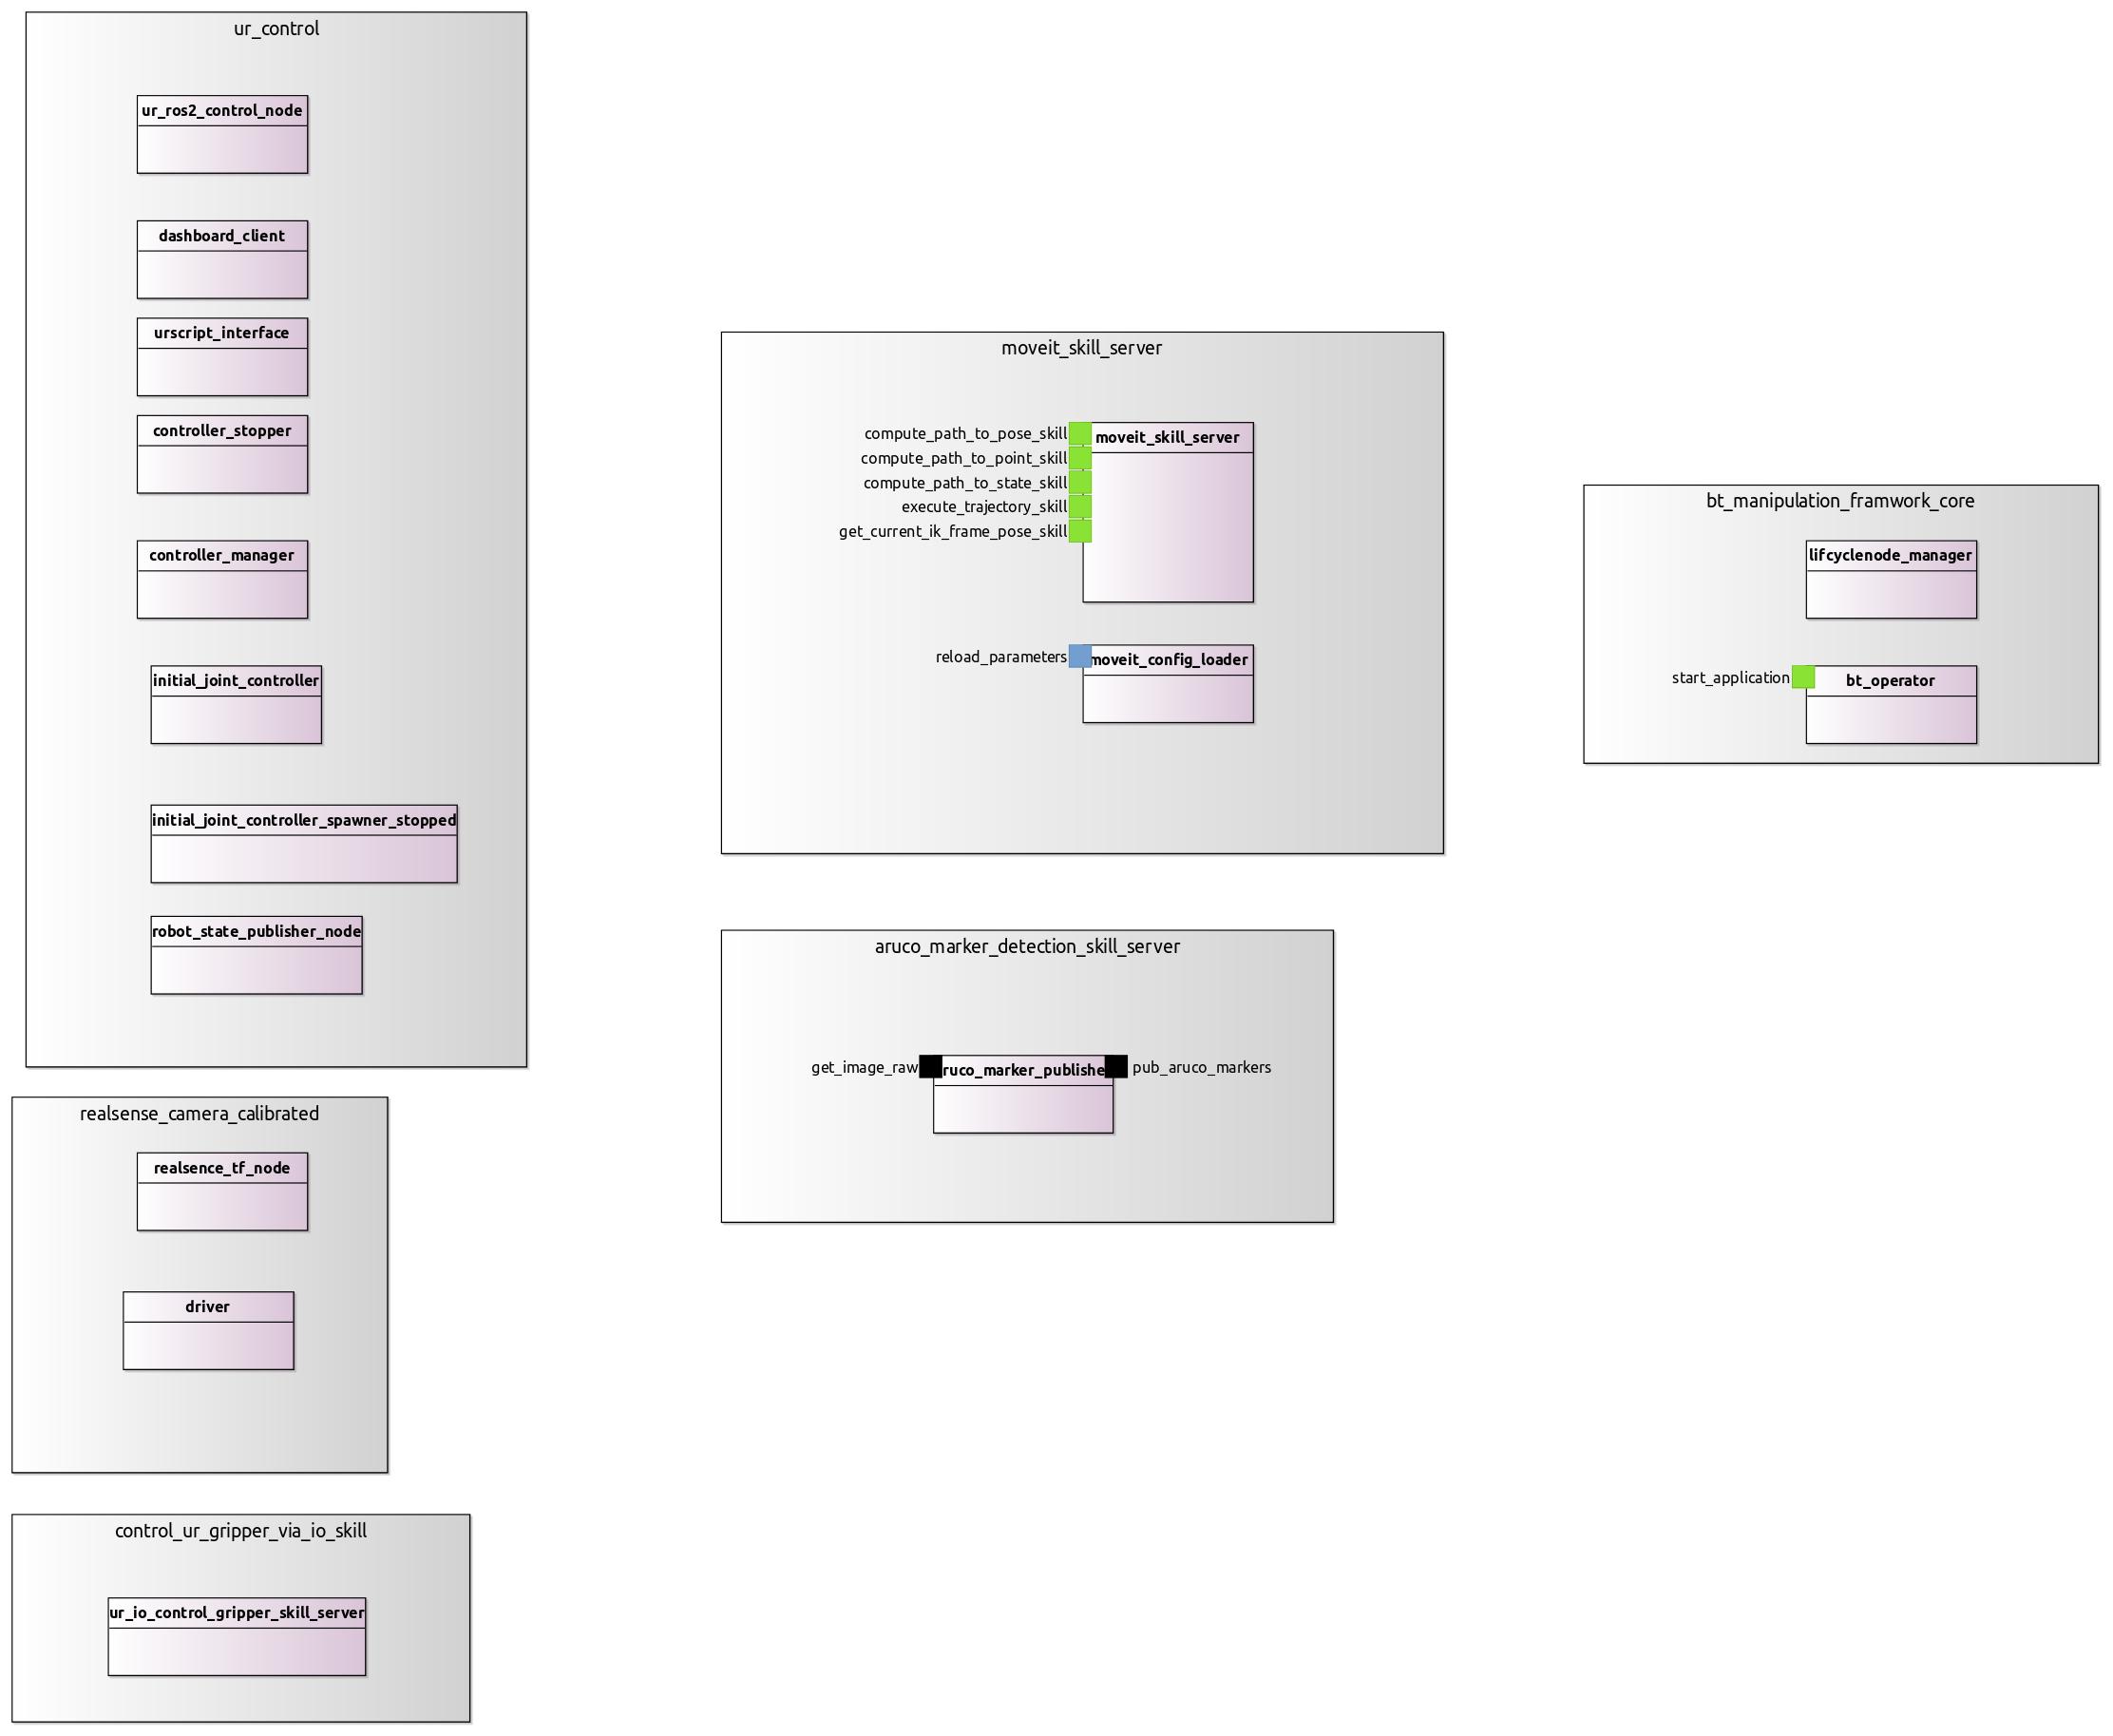 ur_control
ur_ros2_control_node
dashboard_client
urscript_interface
controller_stopper
controller_manager
initial_joint_controller
initial_joint_controller_spawner_stopped
robot_state_publisher_node
realsense_camera_calibrated
realsence_tf_node
driver
control_ur_gripper_via_io_skill
ur_io_control_gripper_skill_server
moveit_skill_server
moveit_skill_server
compute_path_to_pose_skill
compute_path_to_point_skill
compute_path_to_state_skill
execute_trajectory_skill
get_current_ik_frame_pose_skill
reload_parameters
moveit_config_loader
aruco_marker_detection_skill_server
get_image_raw
ruco_marker_publishe
pub_aruco_markers
bt_manipulation_framwork_core
lifcyclenode_manager
start_application
bt_operator